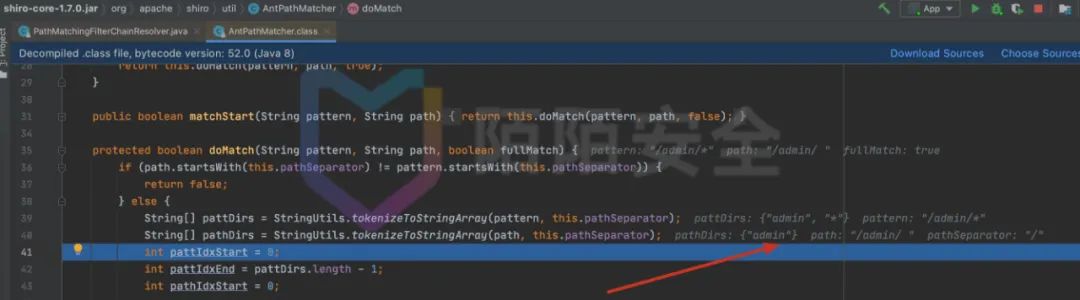 shiro-core-1.7.0.jar › org › apache › shiro › util › AntPathMatcher › doMatch
App
Project
PathMatchingFilterChainResolver.java
AntPathMatcher.class
Decompiled .class file, bytecode version: 52.0 (Java 8)
Download Sources
Choose Sources
28 return this.doMatch(pattern, path, true);
29 }
30
31 public boolean matchStart(String pattern, String path) { return this.doMatch(pattern, path, false); }
34
35 protected boolean doMatch(String pattern, String path, boolean fullMatch) { pattern: "/admin/*" path: "/admin/ " fullMatch: true
36 if (path.startsWith(this.pathSeparator) != pattern.startsWith(this.pathSeparator)) {
37 return false;
38 } else {
39 String[] pattDirs = StringUtils.tokenizeToStringArray(pattern, this.pathSeparator); pattDirs: {"admin", "*"} pattern: "/admin/*"
40 String[] pathDirs = StringUtils.tokenizeToStringArray(path, this.pathSeparator); pathDirs: {"admin"} path: "/admin/ " pathSeparator: "/"
41 int pattIdxStart = 0;
42 int pattIdxEnd = pattDirs.length - 1;
43 int pathIdxStart = 0;
陌陌安全